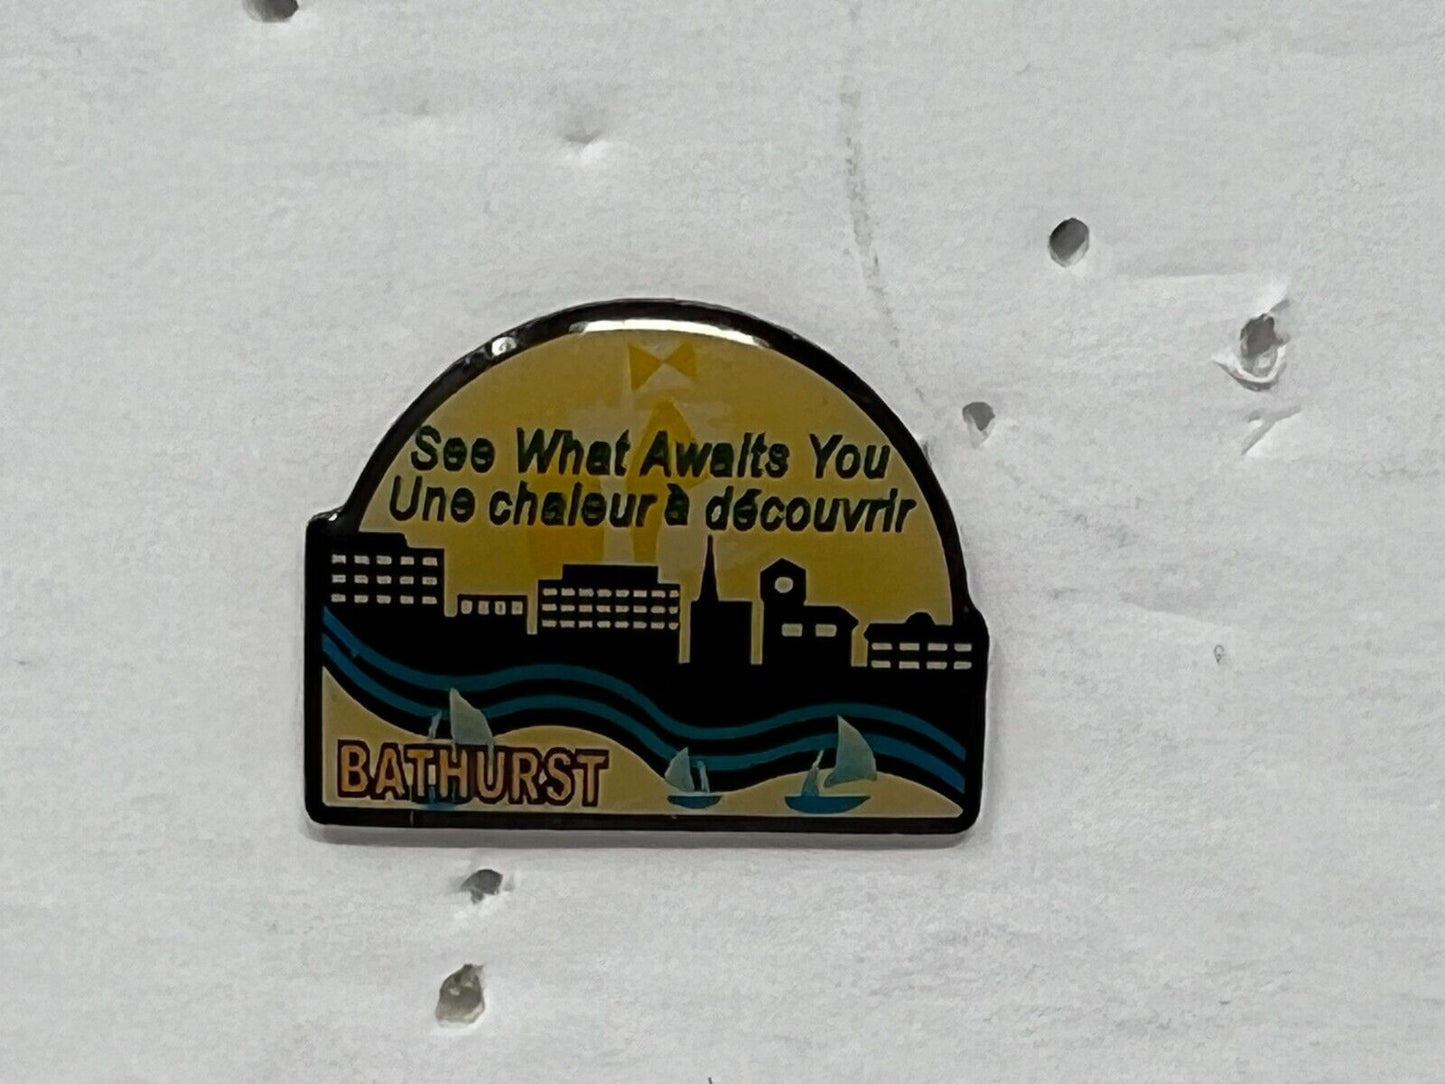 See What Awaits You
Une chaleur à découvrir
BATHURST